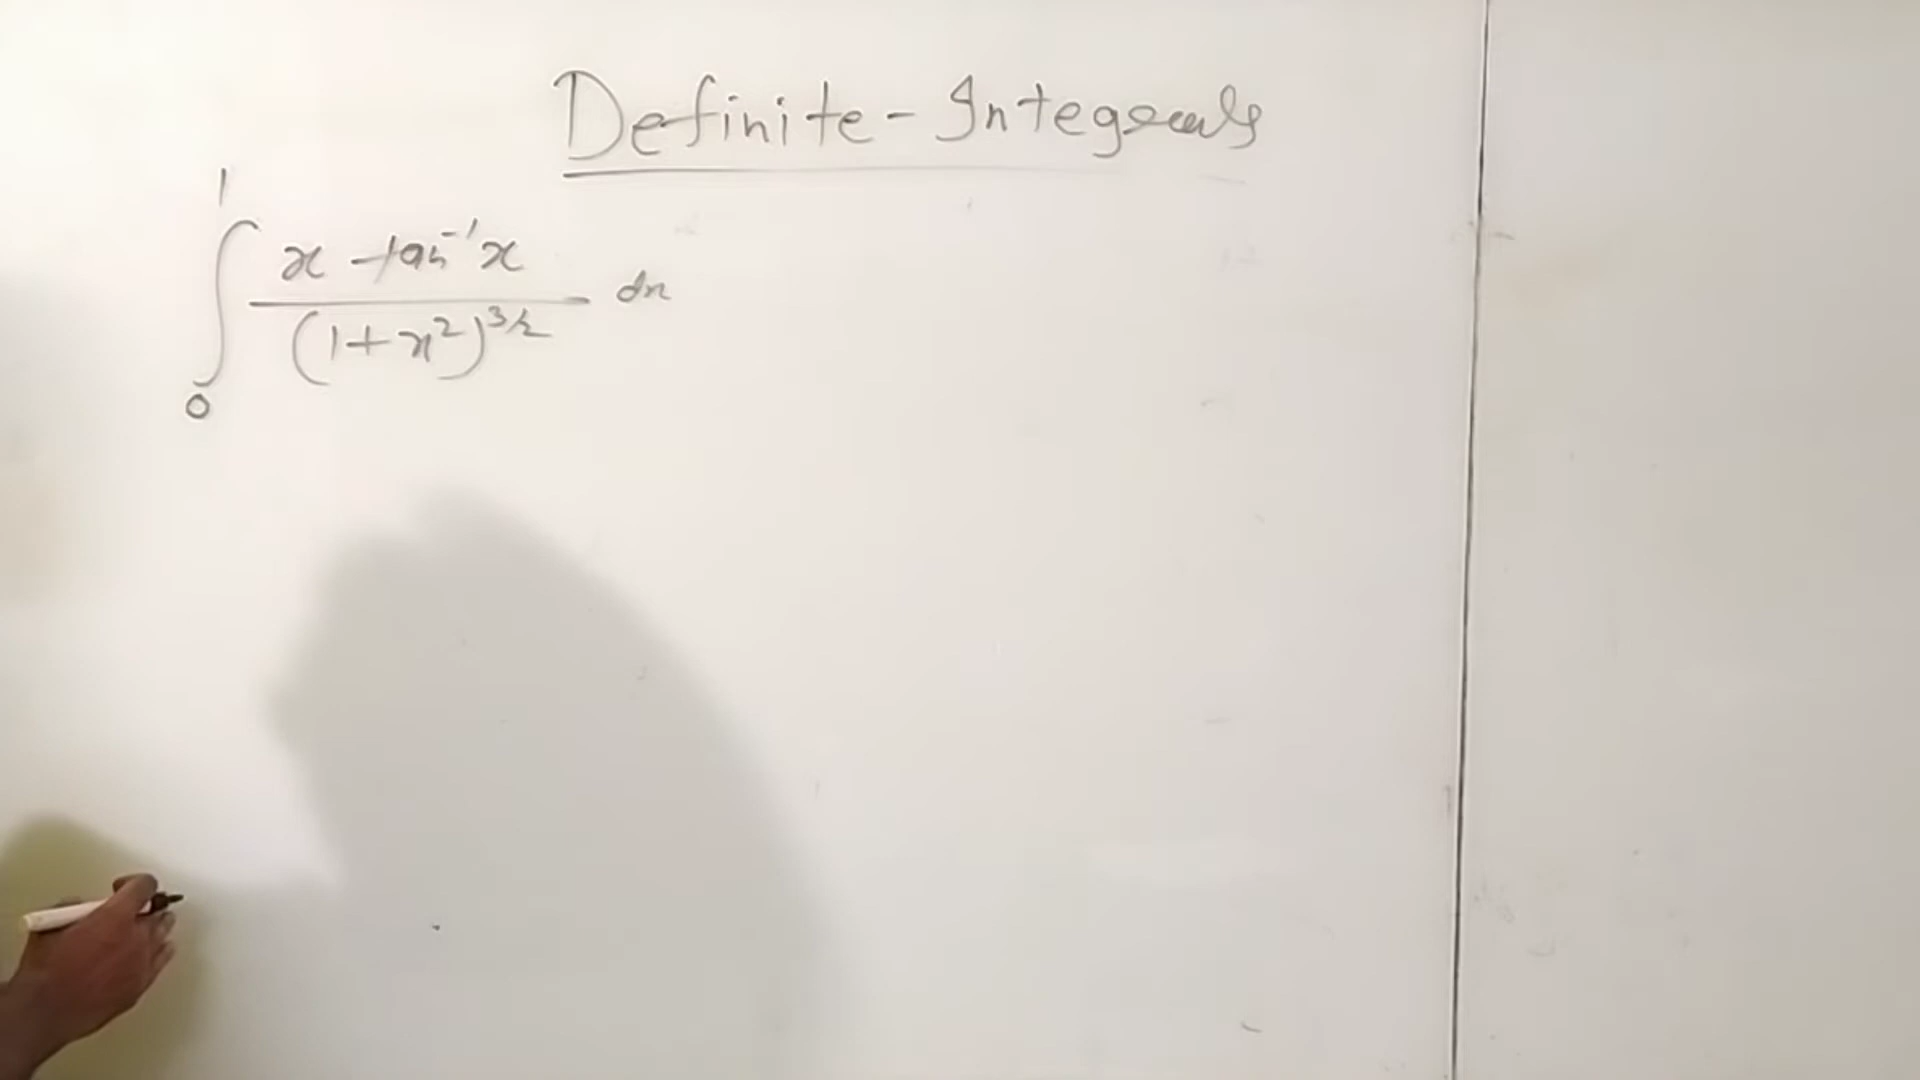 Definite - Integrals
∫₀¹ x tan⁻¹x / (1+x²)^3/2 dx